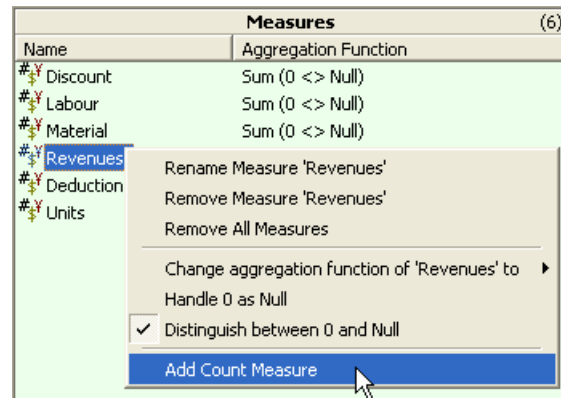 Measures (6)
Name Aggregation Function
Discount Sum (0 <> Null)
Labour Sum (0 <> Null)
Material Sum (0 <> Null)
Revenues
Deduction
Units
Rename Measure 'Revenues'
Remove Measure 'Revenues'
Remove All Measures
Change aggregation function of 'Revenues' to
Handle 0 as Null
Distinguish between 0 and Null
Add Count Measure